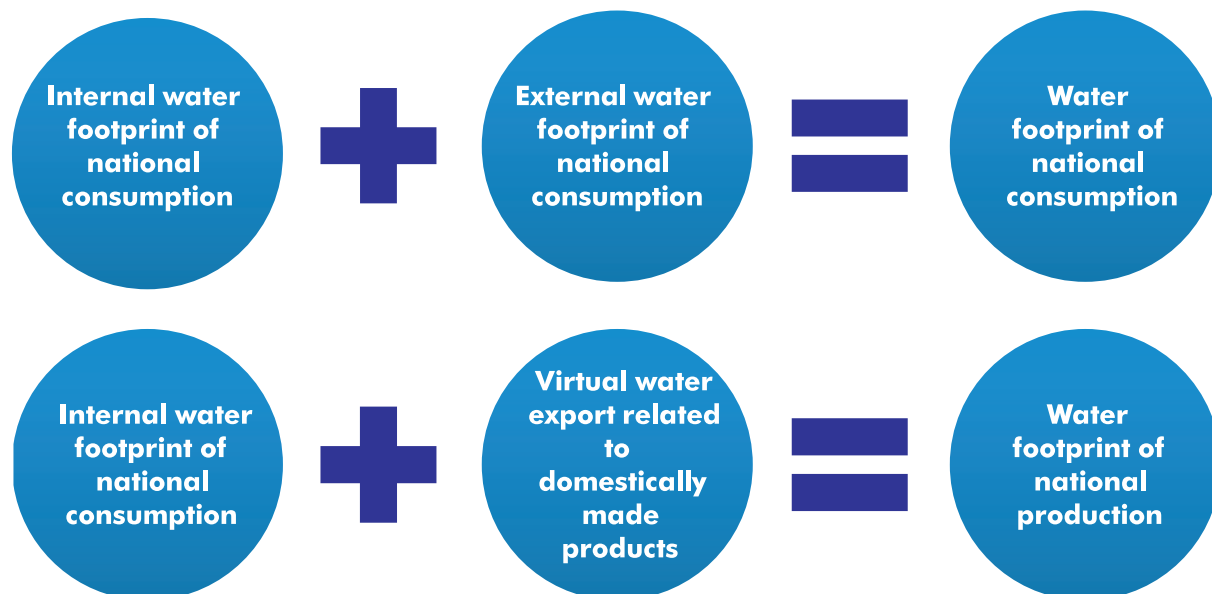 Internal water
footprint of
national
consumption
External water
footprint of
national
consumption
Water
footprint of
national
consumption
Internal water
footprint of
national
consumption
Virtual water
export related
to
domestically
made
products
Water
footprint of
national
production